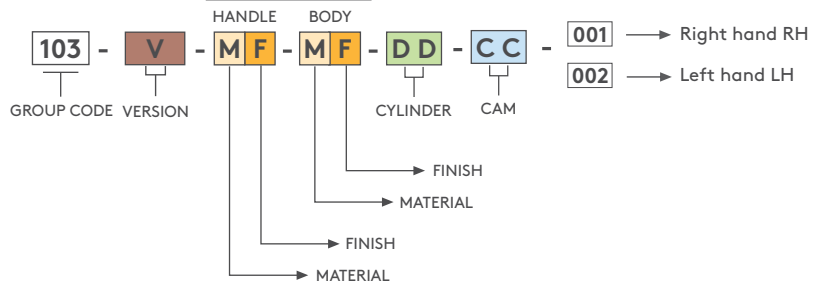 HANDLE BODY
103 - V - M F - M F - D D - C C - 001 Right hand RH
002 Left hand LH
GROUP CODE VERSION CYLINDER CAM
FINISH
MATERIAL
FINISH
MATERIAL